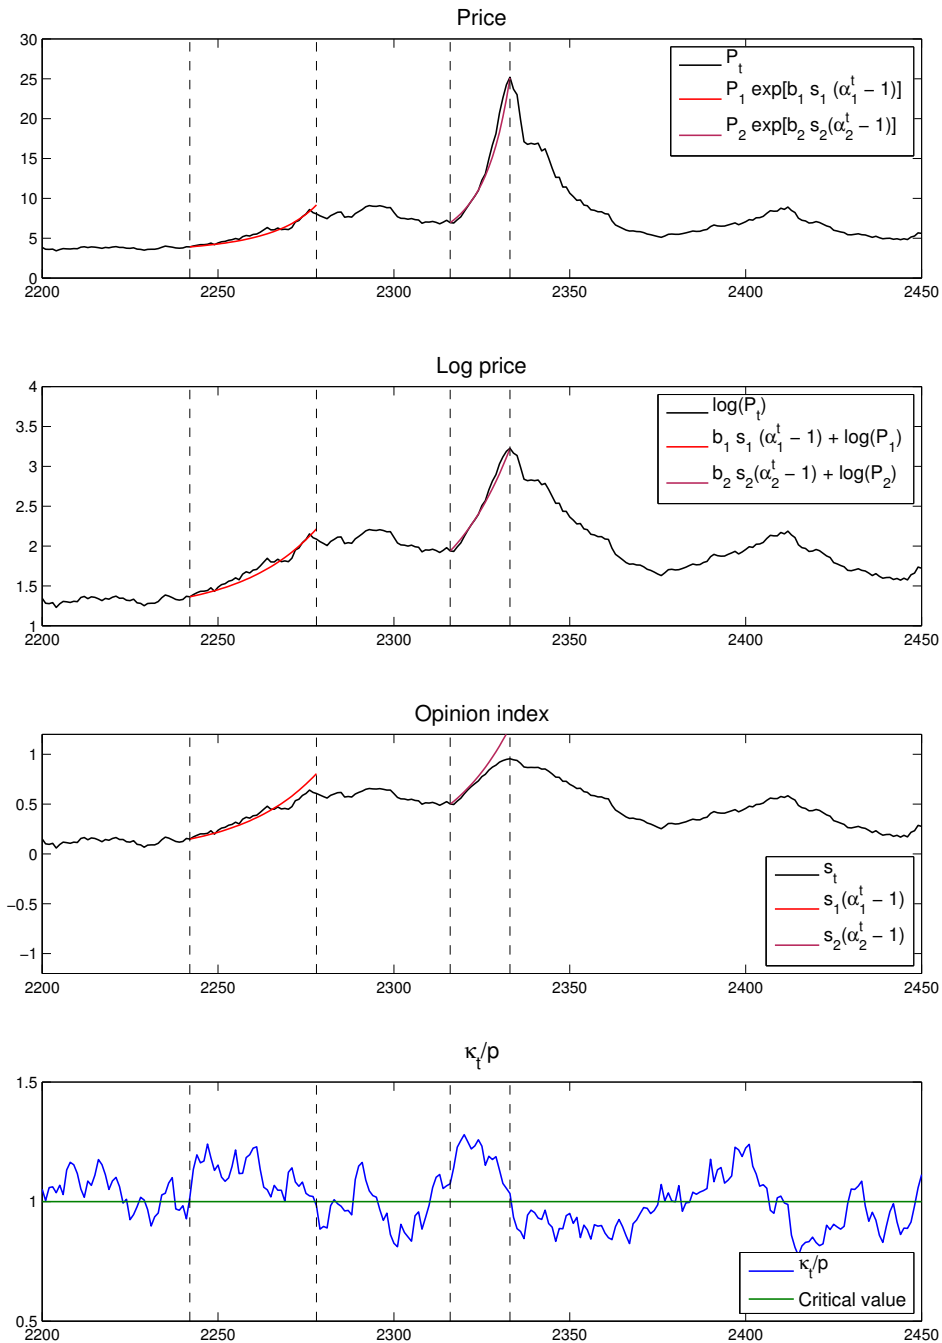 Price
30
25
20
15
10
5
0
P_t
P_1 exp[b_1 s_1 (α_1^t − 1)]
P_2 exp[b_2 s_2(α_2^t − 1)]
2200 2250 2300 2350 2400 2450
Log price
4
3.5
3
2.5
2
1.5
1
log(P_t)
b_1 s_1 (α_1^t − 1) + log(P_1)
b_2 s_2(α_2^t − 1) + log(P_2)
2200 2250 2300 2350 2400 2450
Opinion index
1
0.5
0
−0.5
−1
s_t
s_1(α_1^t − 1)
s_2(α_2^t − 1)
2200 2250 2300 2350 2400 2450
κ_t/p
1.5
1
0.5
κ_t/p
Critical value
2200 2250 2300 2350 2400 2450